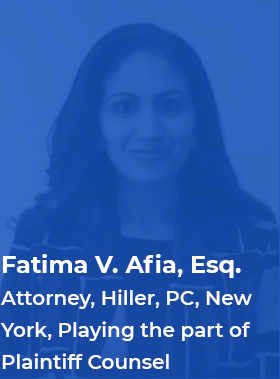 Fatima V. Afia, Esq.
Attorney, Hiller, PC, New
York, Playing the part of
Plaintiff Counsel